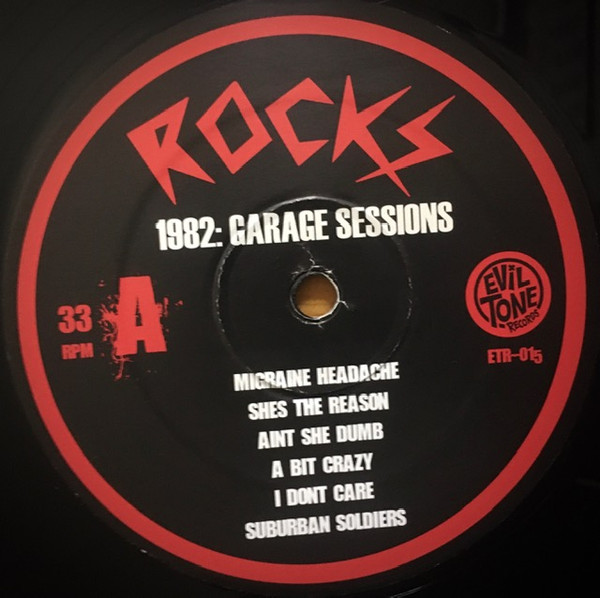 ROCKS
1982: GARAGE SESSIONS
33
RPM
A
EVIL
TONE
RECORDS
ETR-015
MIGRAINE HEADACHE
SHES THE REASON
AINT SHE DUMB
A BIT CRAZY
I DONT CARE
SUBURBAN SOLDIERS